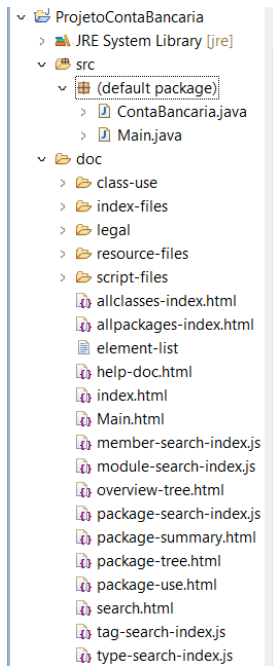 ProjetoContaBancaria
JRE System Library [jre]
src
(default package)
ContaBancaria.java
Main.java
doc
class-use
index-files
legal
resource-files
script-files
allclasses-index.html
allpackages-index.html
element-list
help-doc.html
index.html
Main.html
member-search-index.js
module-search-index.js
overview-tree.html
package-search-index.js
package-summary.html
package-tree.html
package-use.html
search.html
tag-search-index.js
type-search-index.js